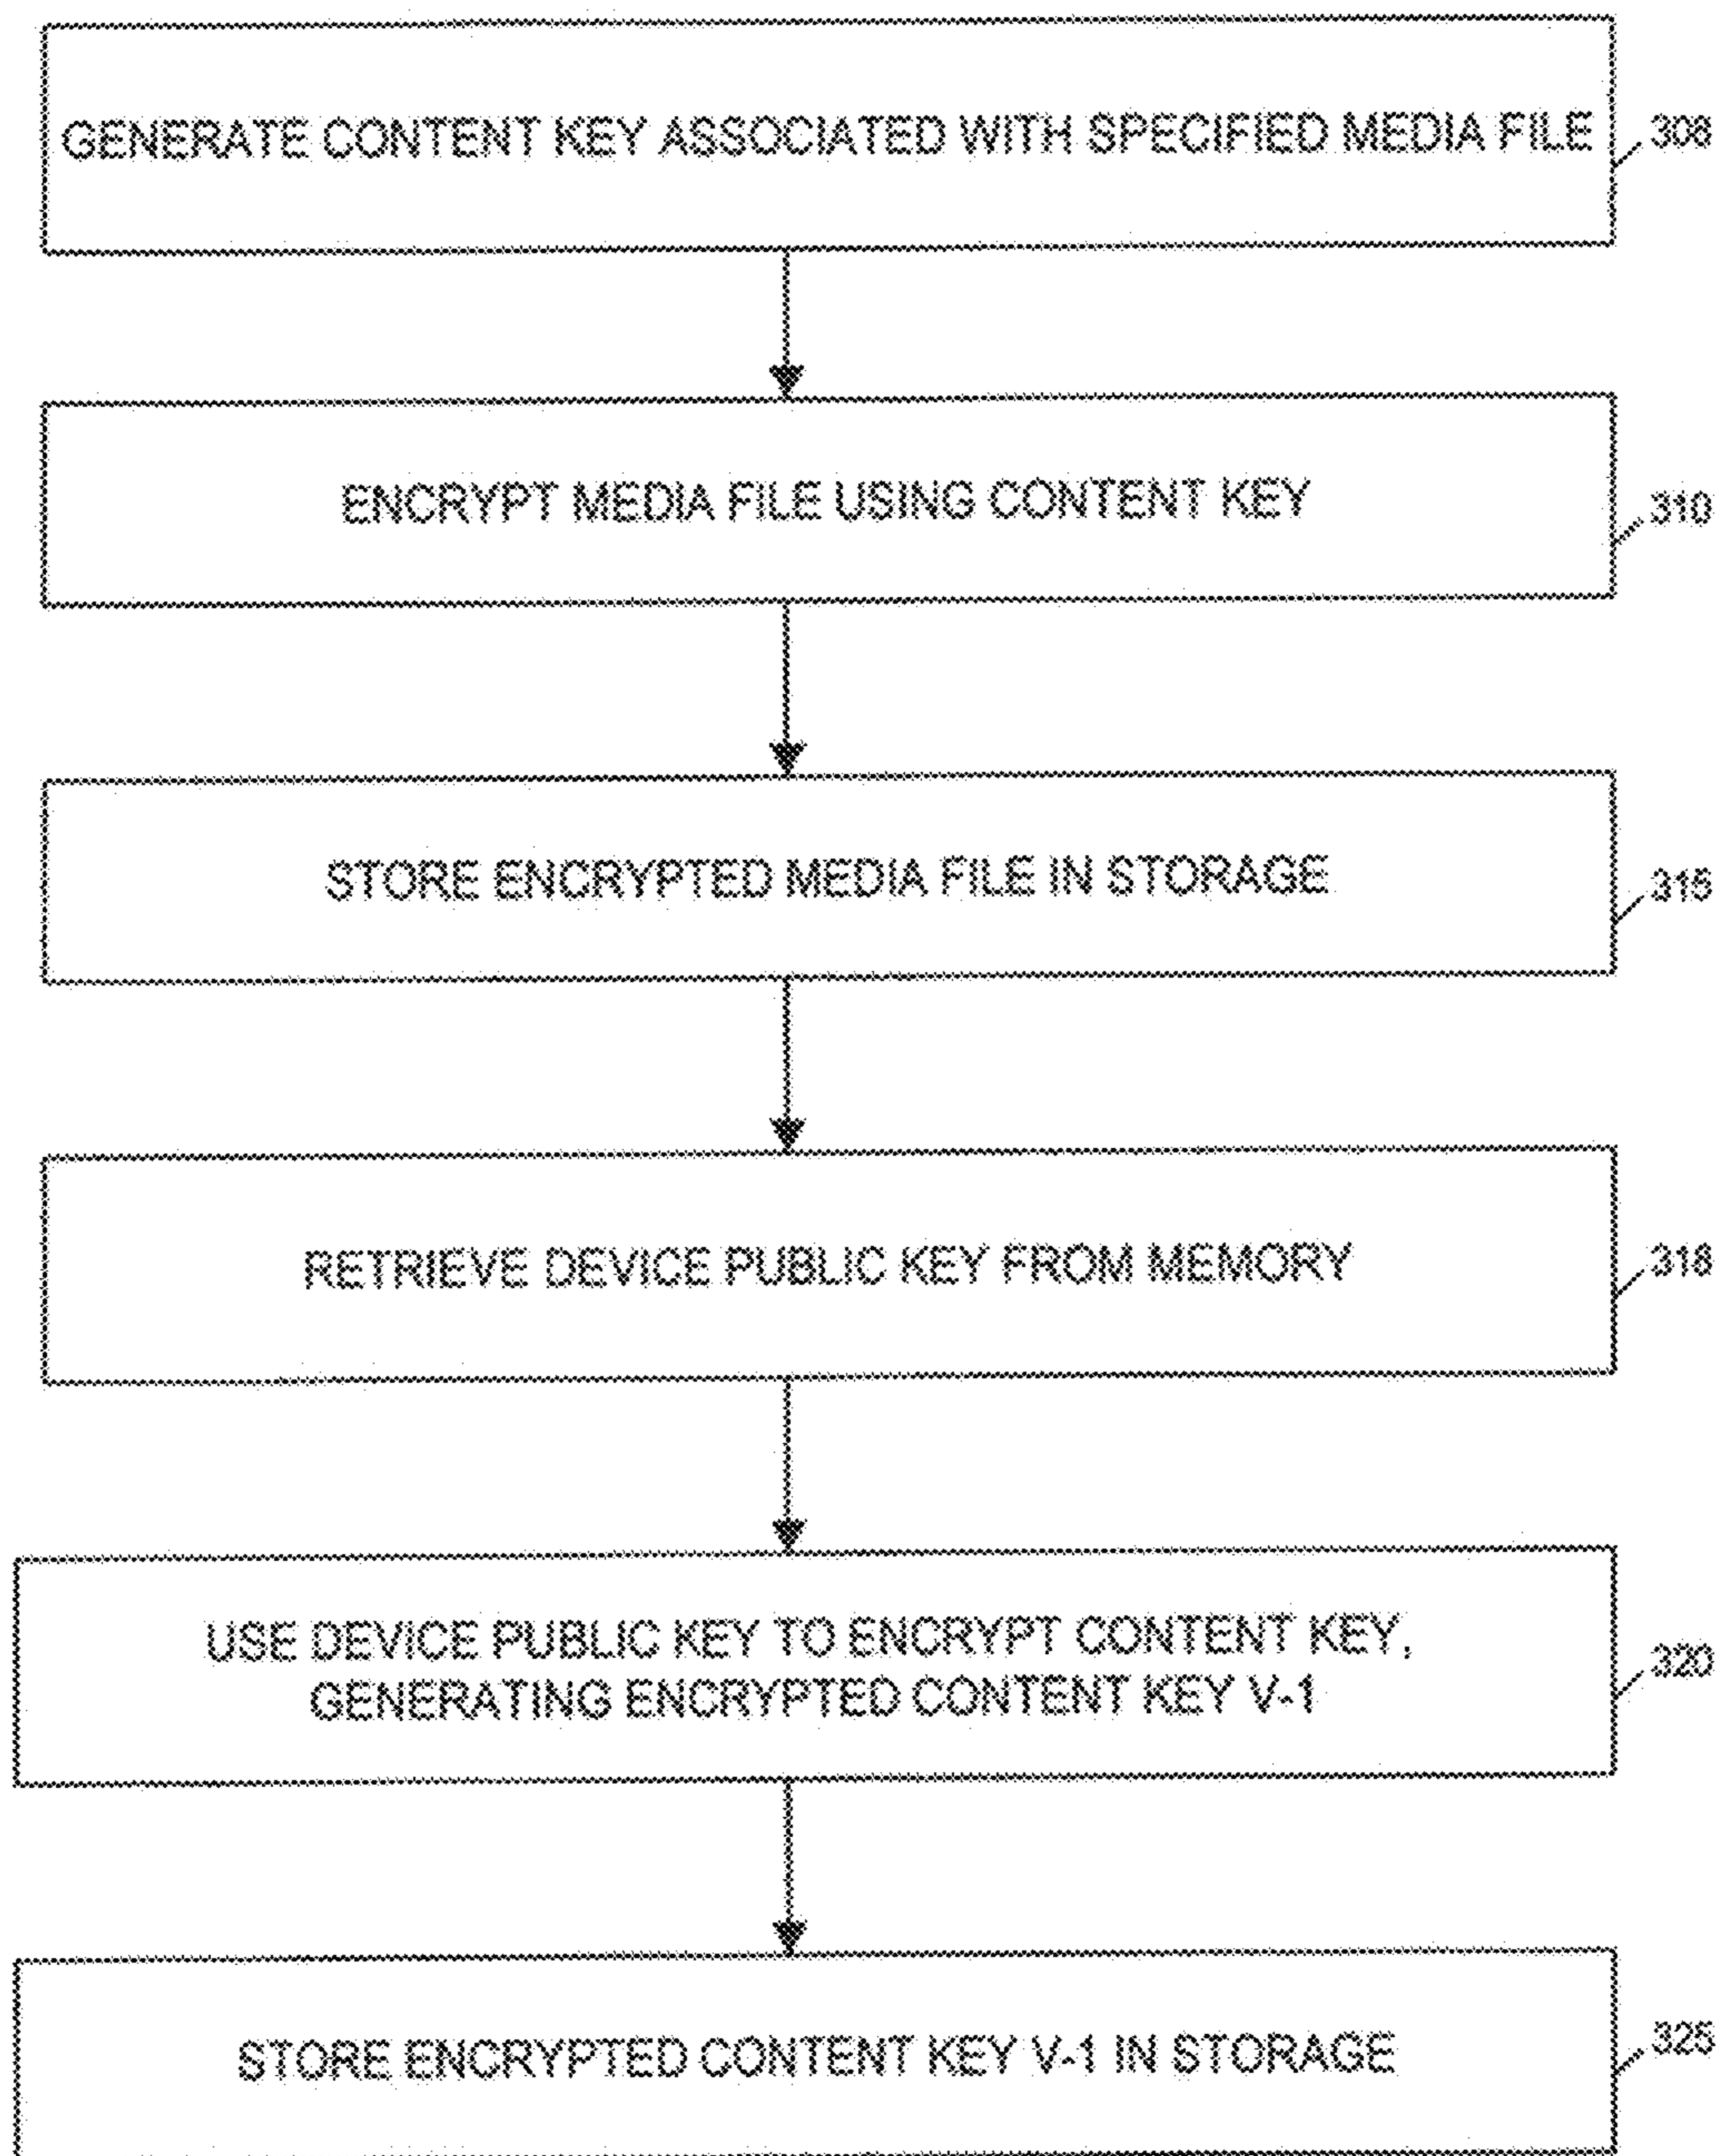 GENERATE CONTENT KEY ASSOCIATED WITH SPECIFIED MEDIA FILE
308
ENCRYPT MEDIA FILE USING CONTENT KEY
310
STORE ENCRYPTED MEDIA FILE IN STORAGE
315
RETRIEVE DEVICE PUBLIC KEY FROM MEMORY
318
USE DEVICE PUBLIC KEY TO ENCRYPT CONTENT KEY,
GENERATING ENCRYPTED CONTENT KEY V-1
320
STORE ENCRYPTED CONTENT KEY V-1 IN STORAGE
325